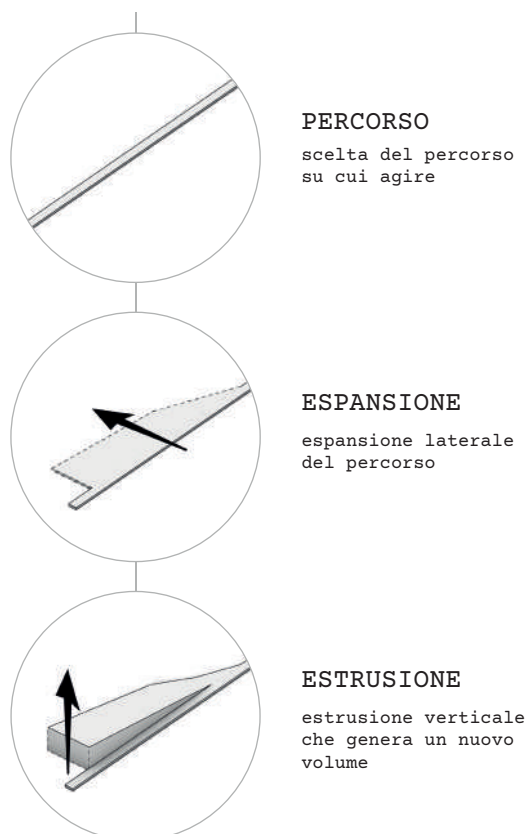 PERCORSO
scelta del percorso
su cui agire
ESPANSIONE
espansione laterale
del percorso
ESTRUSIONE
estrusione verticale
che genera un nuovo
volume